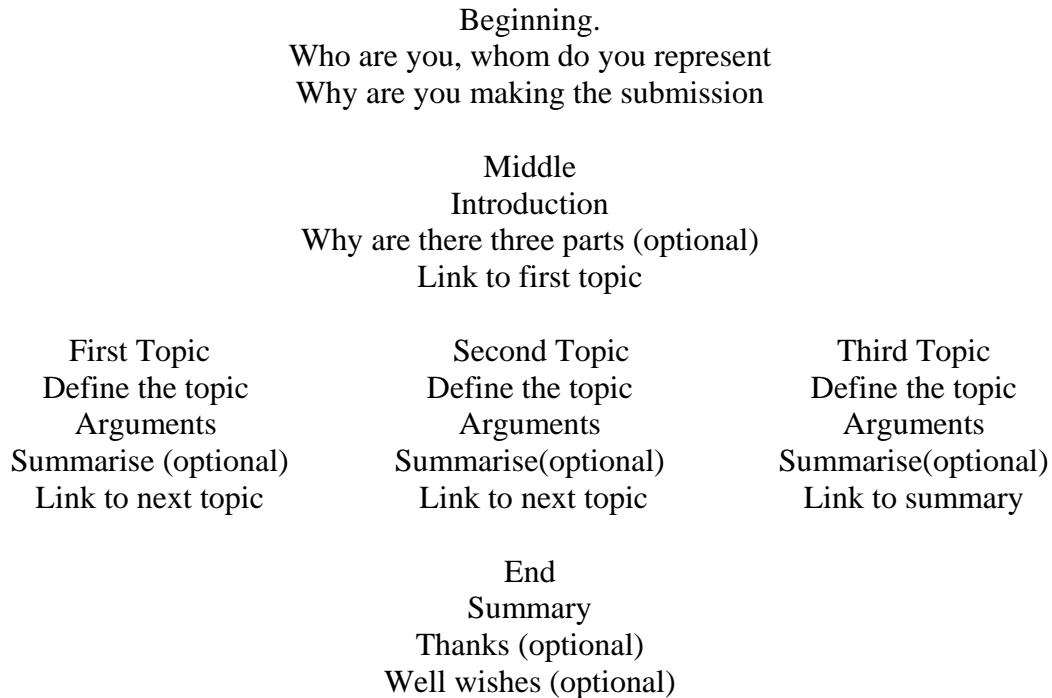 Beginning.
Who are you, whom do you represent
Why are you making the submission
Middle
Introduction
Why are there three parts (optional)
Link to first topic
First Topic
Define the topic
Arguments
Summarise (optional)
Link to next topic
Second Topic
Define the topic
Arguments
Summarise(optional)
Link to next topic
Third Topic
Define the topic
Arguments
Summarise(optional)
Link to summary
End
Summary
Thanks (optional)
Well wishes (optional)